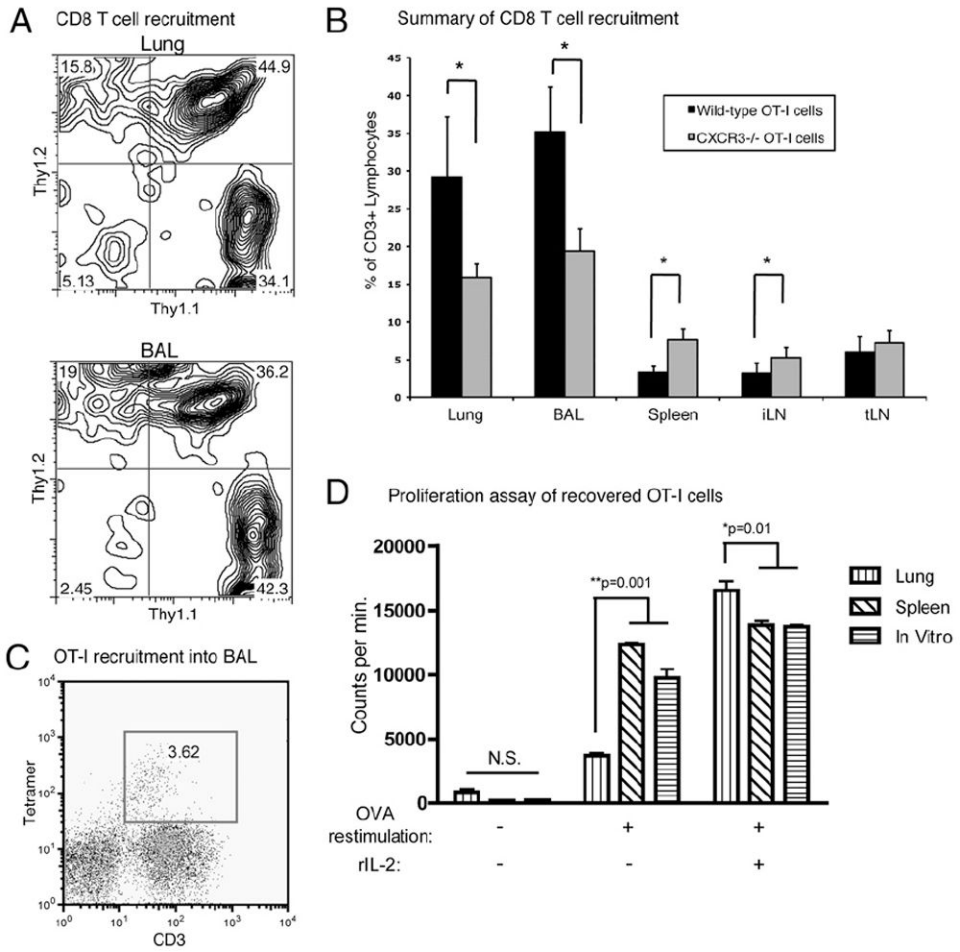 A CD8 T cell recruitment
Lung
15.8 44.9
Thy1.2
5.13 34.1
Thy1.1
BAL
19 36.2
Thy1.2
2.45 42.3
Thy1.1
B Summary of CD8 T cell recruitment
45
40
35
30
25
20
15
10
5
0
% of CD3+ Lymphocytes
* * * *
Wild-type OT-I cells
CXCR3-/- OT-I cells
Lung BAL Spleen iLN tLN
C OT-I recruitment into BAL
10^4
10^3
10^2
10^1
10^0
Tetramer
3.62
10^0 10^1 10^2 10^3 10^4
CD3
D Proliferation assay of recovered OT-I cells
20000
15000
10000
5000
0
Counts per min.
N.S.
**p=0.001
*p=0.01
Lung
Spleen
In Vitro
OVA
restimulation: - + +
rIL-2: - - +